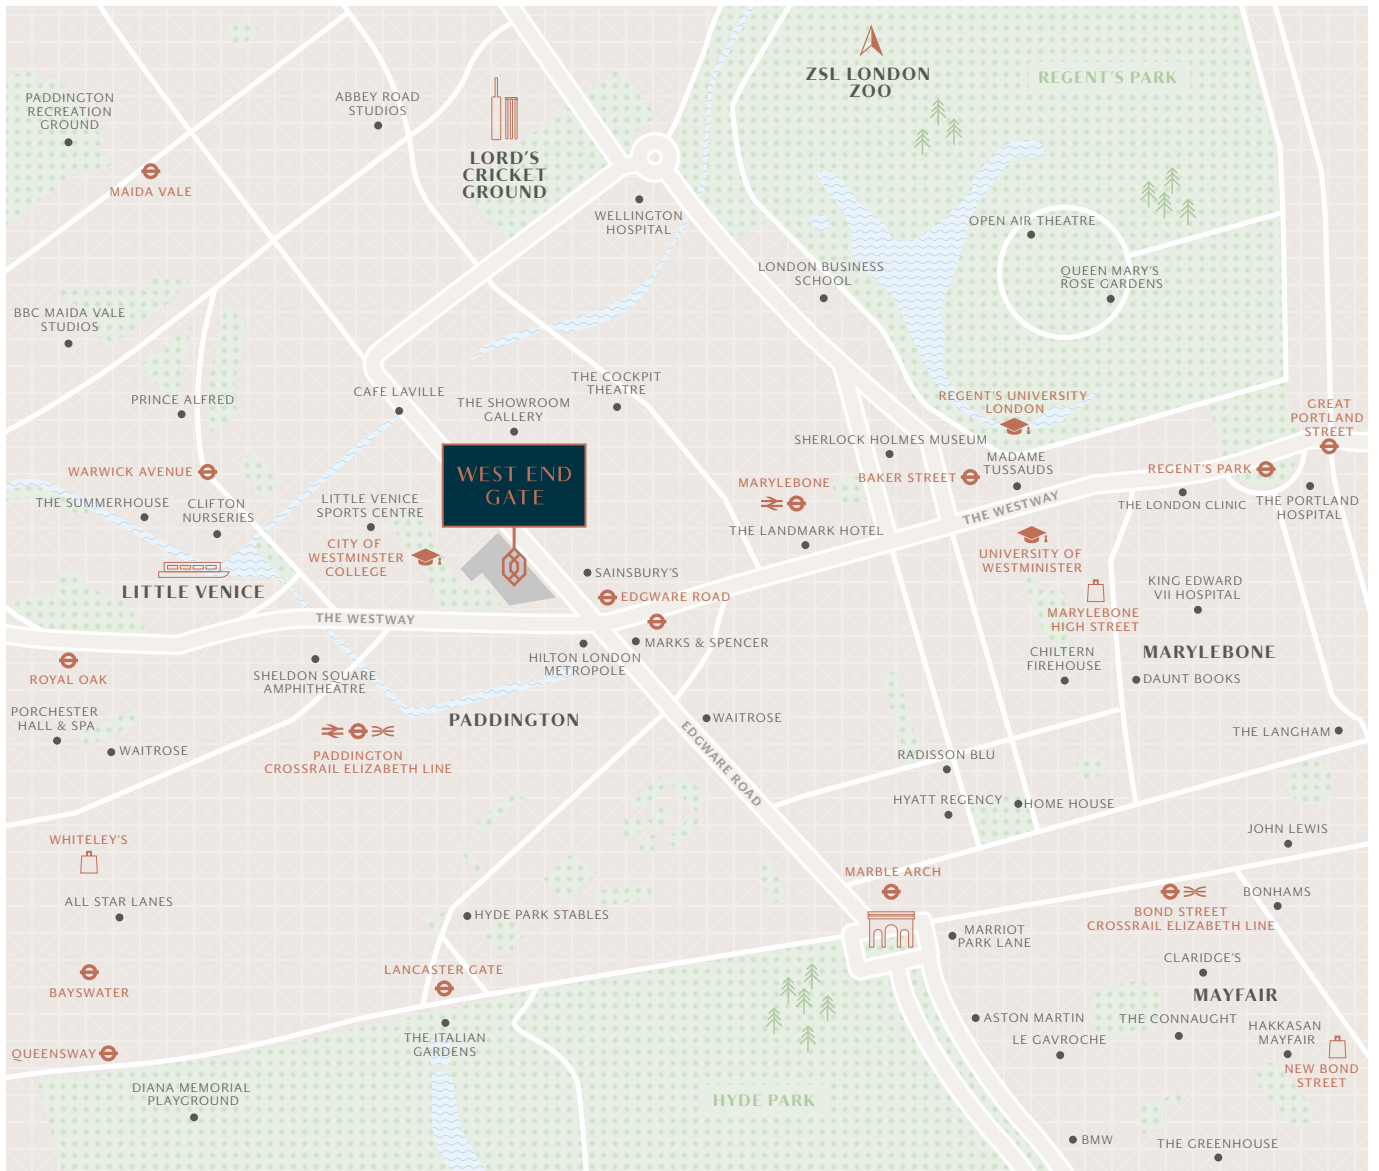 ZSL LONDON
ZOO
REGENT'S PARK
PADDINGTON
RECREATION
GROUND
ABBEY ROAD
STUDIOS
LORD'S
CRICKET
GROUND
MAIDA VALE
WELLINGTON
HOSPITAL
OPEN AIR THEATRE
LONDON BUSINESS
SCHOOL
QUEEN MARY'S
ROSE GARDENS
BBC MAIDA VALE
STUDIOS
THE COCKPIT
THEATRE
CAFE LAVILLE
PRINCE ALFRED
THE SHOWROOM
GALLERY
REGENT'S UNIVERSITY
LONDON
GREAT
PORTLAND
STREET
SHERLOCK HOLMES MUSEUM
MADAME
TUSSAUDS
WARWICK AVENUE
WEST END
GATE
MARYLEBONE
BAKER STREET
REGENT'S PARK
THE SUMMERHOUSE
CLIFTON
NURSERIES
LITTLE VENICE
SPORTS CENTRE
THE WESTWAY
THE LONDON CLINIC
THE PORTLAND
HOSPITAL
THE LANDMARK HOTEL
CITY OF
WESTMINSTER
COLLEGE
UNIVERSITY OF
WESTMINISTER
LITTLE VENICE
SAINSBURY'S
EDGWARE ROAD
KING EDWARD
VII HOSPITAL
MARYLEBONE
HIGH STREET
THE WESTWAY
MARKS & SPENCER
HILTON LONDON
METROPOLE
CHILTERN
FIREHOUSE
MARYLEBONE
ROYAL OAK
SHELDON SQUARE
AMPHITHEATRE
DAUNT BOOKS
PORCHESTER
HALL & SPA
PADDINGTON
WAITROSE
EDGWARE ROAD
THE LANGHAM
WAITROSE
PADDINGTON
CROSSRAIL ELIZABETH LINE
RADISSON BLU
HYATT REGENCY
HOME HOUSE
WHITELEY'S
JOHN LEWIS
MARBLE ARCH
ALL STAR LANES
BONHAMS
HYDE PARK STABLES
BOND STREET
CROSSRAIL ELIZABETH LINE
MARRIOT
PARK LANE
CLARIDGE'S
LANCASTER GATE
BAYSWATER
MAYFAIR
ASTON MARTIN
THE CONNAUGHT
HAKKASAN
MAYFAIR
THE ITALIAN
GARDENS
LE GAVROCHE
QUEENSWAY
NEW BOND
STREET
DIANA MEMORIAL
PLAYGROUND
HYDE PARK
BMW
THE GREENHOUSE